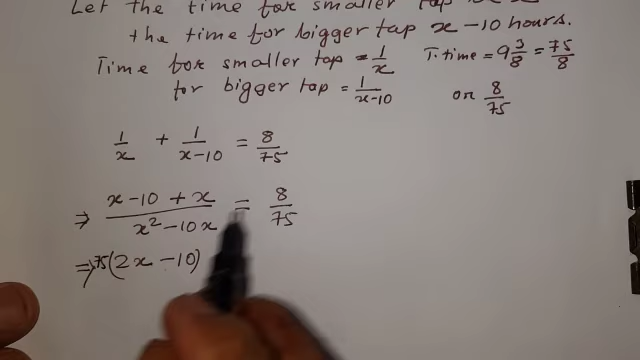 Let the time for smaller tap
the time for bigger tap x-10 hours.
Time for smaller tap = 1/x T.time = 9 3/8 = 75/8
for bigger tap = 1/(x-10) or 8/75
1/x + 1/(x-10) = 8/75
⇒ (x-10+x)/(x²-10x) = 8/75
⇒ 75(2x-10)